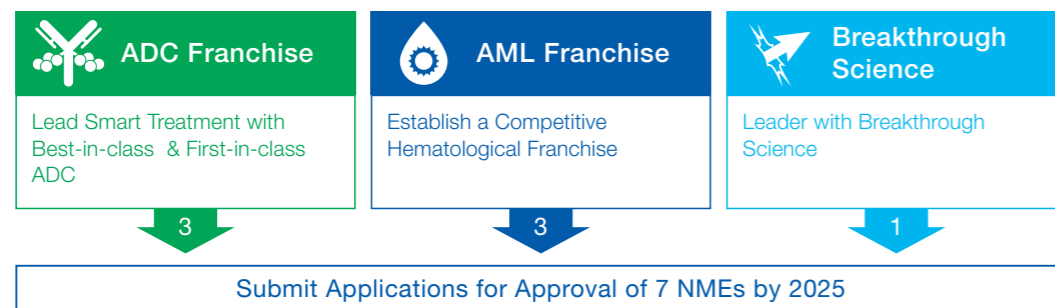 ADC Franchise
Lead Smart Treatment with
Best-in-class & First-in-class
ADC
3
AML Franchise
Establish a Competitive
Hematological Franchise
3
Breakthrough
Science
Leader with Breakthrough
Science
1
Submit Applications for Approval of 7 NMEs by 2025